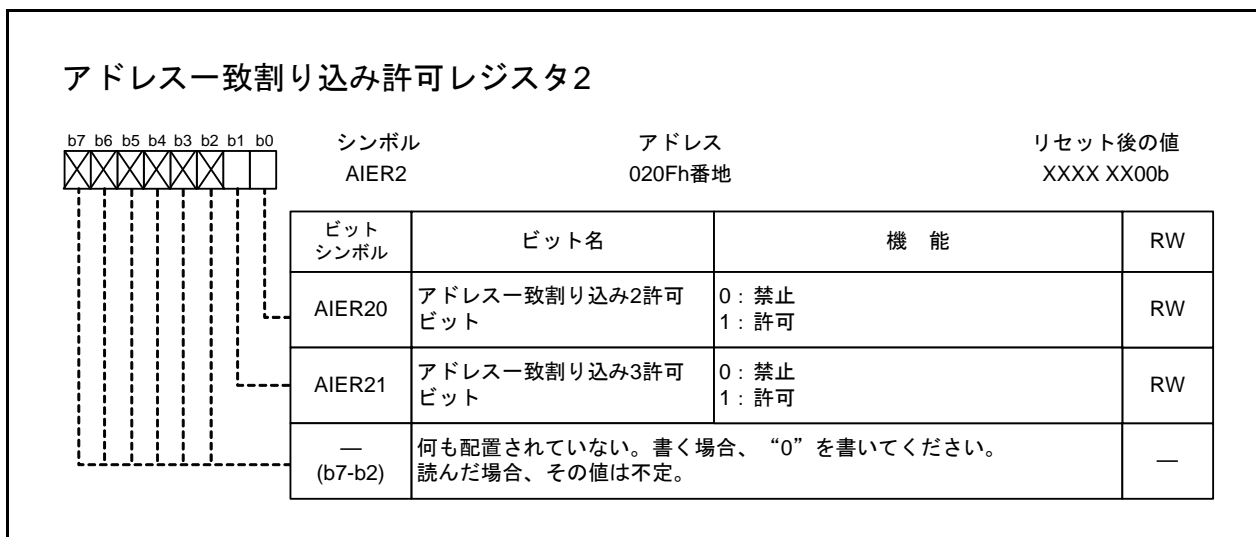 アドレス一致割り込み許可レジスタ2
b7 b6 b5 b4 b3 b2 b1 b0
シンボル アドレス リセット後の値
AIER2 020Fh番地 XXXX XX00b
ビット
シンボル
ビット名
機 能
RW
AIER20
アドレス一致割り込み2許可
ビット
0：禁止
1：許可
RW
AIER21
アドレス一致割り込み3許可
ビット
0：禁止
1：許可
RW
—
(b7-b2)
何も配置されていない。書く場合、“0”を書いてください。
読んだ場合、その値は不定。
—